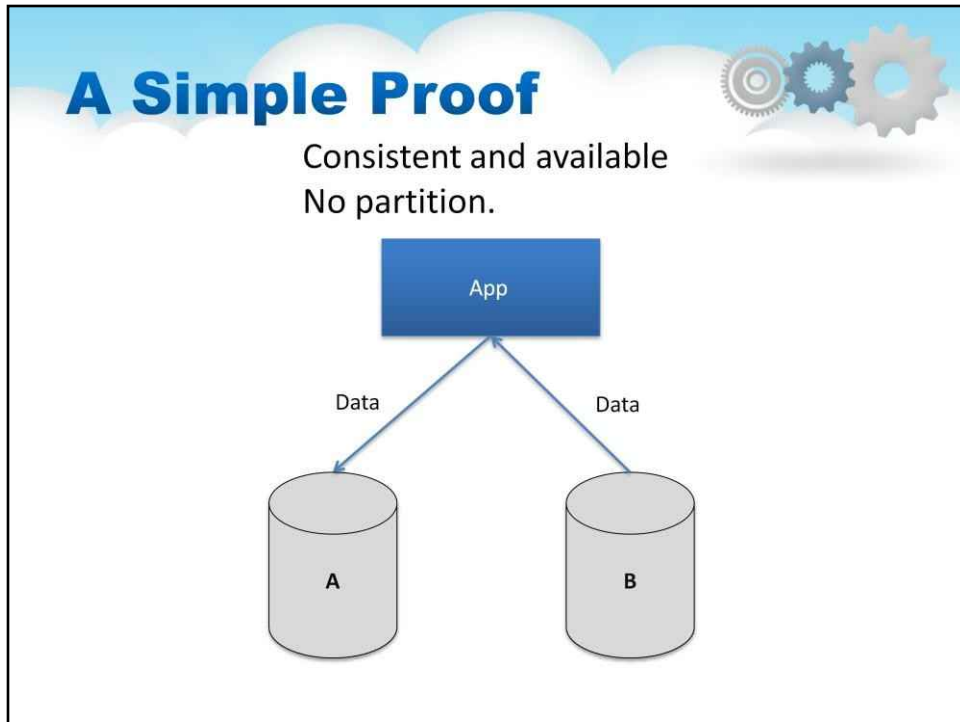 A Simple Proof
Consistent and available
No partition.
App
Data
Data
A
B